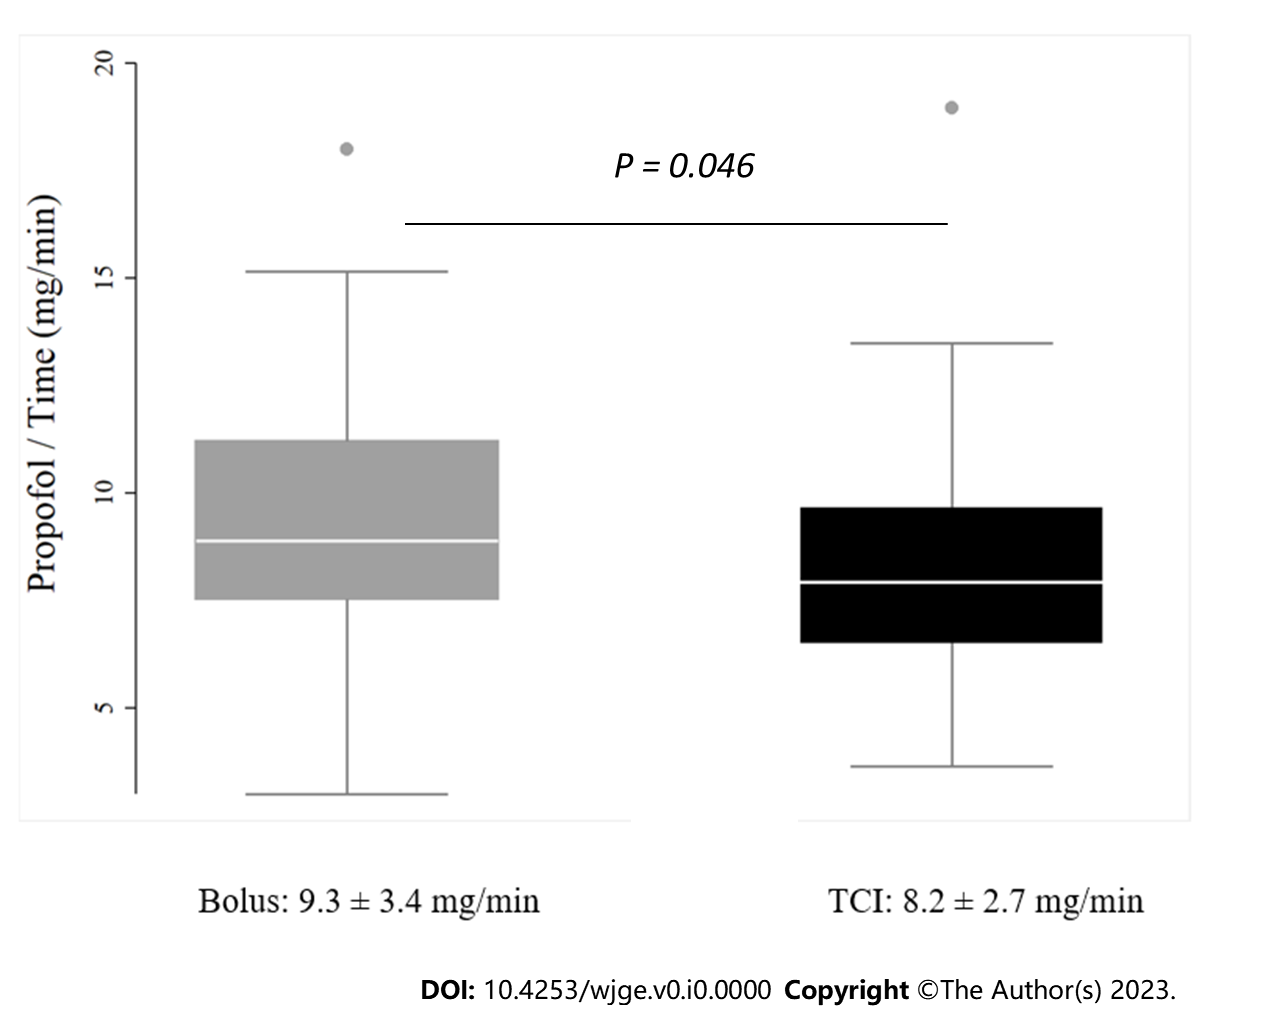 20
15
10
5
Propofol / Time (mg/min)
P = 0.046
Bolus: 9.3 ± 3.4 mg/min
TCI: 8.2 ± 2.7 mg/min
DOI: 10.4253/wjge.v0.i0.0000 Copyright ©The Author(s) 2023.